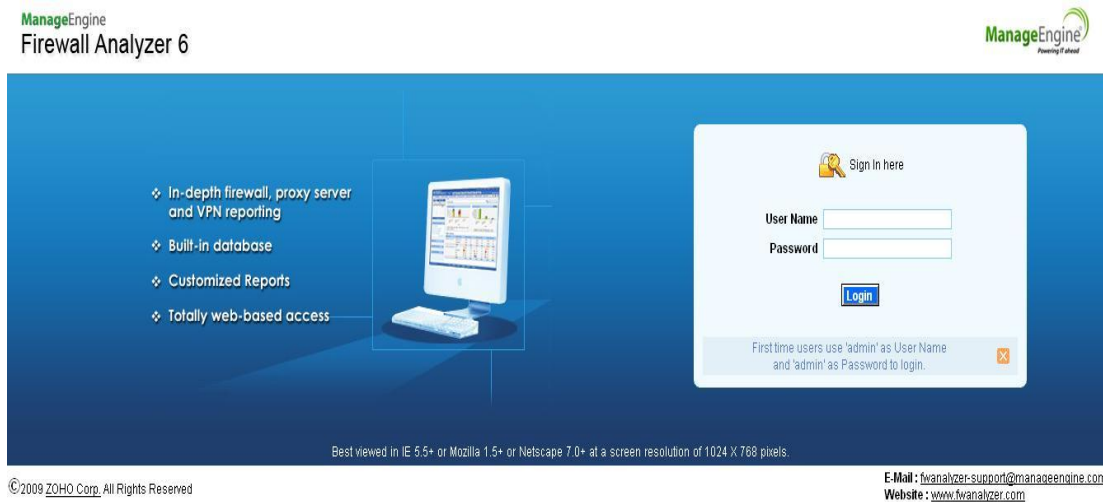 ManageEngine
Firewall Analyzer 6
ManageEngine
Powering IT ahead
In-depth firewall, proxy server
and VPN reporting
Built-in database
Customized Reports
Totally web-based access
Sign In here
User Name
Password
Login
First time users use 'admin' as User Name
and 'admin' as Password to login.
Best viewed in IE 5.5+ or Mozilla 1.5+ or Netscape 7.0+ at a screen resolution of 1024 X 768 pixels.
©2009 ZOHO Corp. All Rights Reserved
E-Mail : fwanalyzer-support@manageengine.com
Website : www.fwanalyzer.com